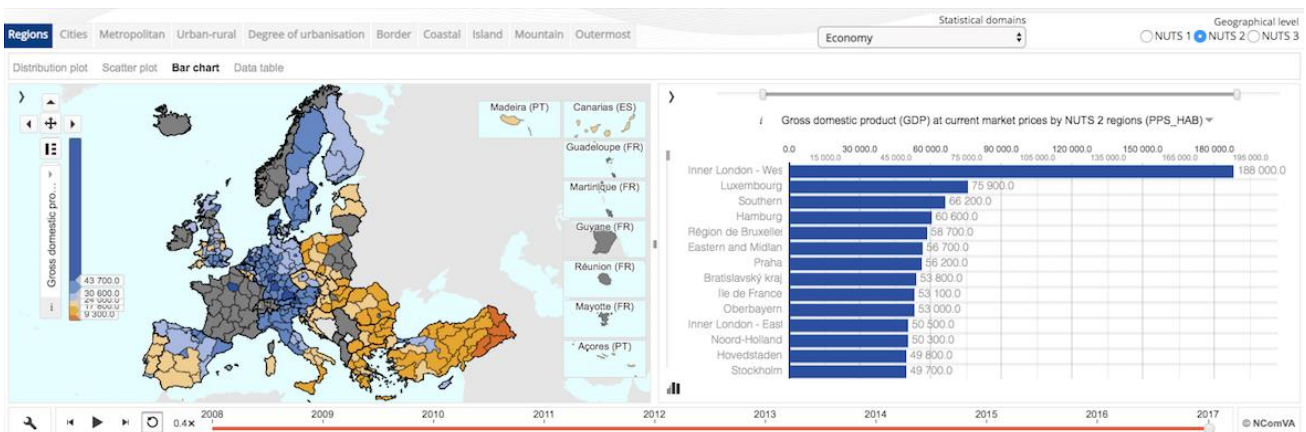 Statistical domains
Geographical level
Regions Cities Metropolitan Urban-rural Degree of urbanisation Border Coastal Island Mountain Outermost
Economy
NUTS 1 NUTS 2 NUTS 3
Distribution plot Scatter plot Bar chart Data table
Madeira (PT)
Canarias (ES)
Guadeloupe (FR)
Martinique (FR)
Guyane (FR)
Réunion (FR)
Mayotte (FR)
Açores (PT)
Gross domestic pro...
43 700.0
30 600.0
24 000.0
17 800.0
9 300.0
i
i Gross domestic product (GDP) at current market prices by NUTS 2 regions (PPS_HAB)
0.0 30 000.0 60 000.0 90 000.0 120 000.0 150 000.0 180 000.0
15 000.0 45 000.0 75 000.0 105 000.0 135 000.0 165 000.0 195 000.0
Inner London - Wes 188 000.0
Luxembourg 75 900.0
Southern 66 200.0
Hamburg 60 600.0
Région de Bruxelle 58 700.0
Eastern and Midlan 56 700.0
Praha 56 200.0
Bratislavský kraj 53 800.0
Ile de France 53 100.0
Oberbayern 53 000.0
Inner London - East 50 500.0
Noord-Holland 50 300.0
Hovedstaden 49 800.0
Stockholm 49 700.0
0.4x
2008 2009 2010 2011 2012 2013 2014 2015 2016 2017
© NComVA